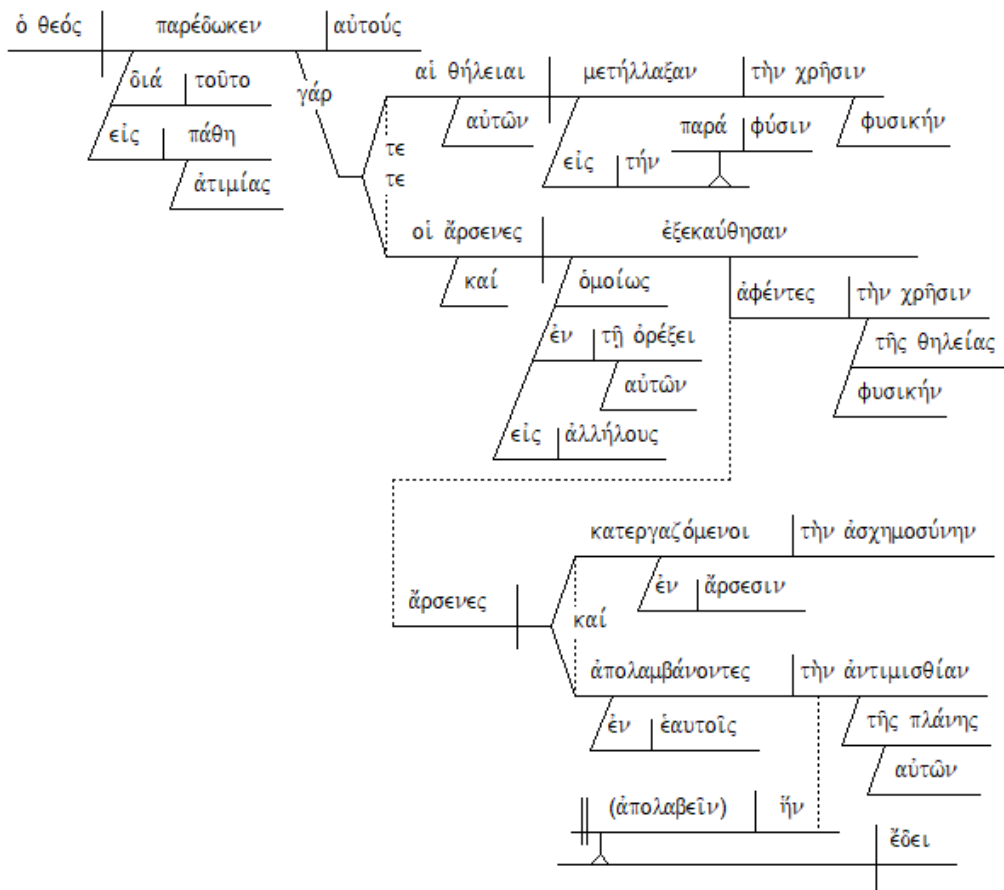 ὁ θεός παρέδωκεν αὐτούς
διά τοῦτο
γάρ
εἰς πάθη
ἀτιμίας
αἱ θήλειαι μετήλλαξαν τὴν χρῆσιν
αὐτῶν
παρά φύσιν
φυσικήν
τε
εἰς τήν
τε
οἱ ἄρσενες ἐξεκαύθησαν
καί
ὁμοίως
ἀφέντες τὴν χρῆσιν
ἐν τῇ ὀρέξει
τῆς θηλείας
αὐτῶν
φυσικήν
εἰς ἀλλήλους
κατεργαζόμενοι τὴν ἀσχημοσύνην
ἐν ἄρσεσιν
ἄρσενες
καί
ἀπολαμβάνοντες τὴν ἀντιμισθίαν
ἐν ἑαυτοῖς
τῆς πλάνης
αὐτῶν
(ἀπολαβεῖν) ἥν
ἔδει